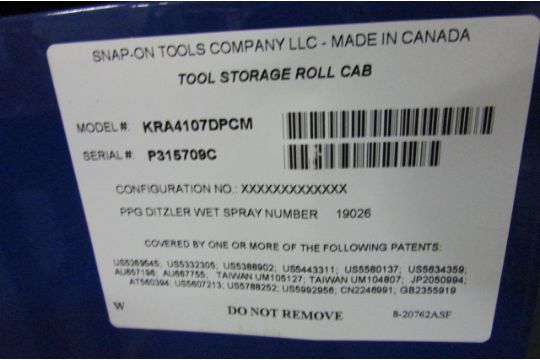 SNAP-ON TOOLS COMPANY LLC - MADE IN CANADA
TOOL STORAGE ROLL CAB
MODEL#: KRA4107DPCM
SERIAL#: P315709C
CONFIGURATION NO.: XXXXXXXXXXXXX
PPG DITZLER WET SPRAY NUMBER 19026
COVERED BY ONE OR MORE OF THE FOLLOWING PATENTS:
US5269545; US5332305; US5388902; US5443311; US5580137; US5634359;
AU657196; AU667755; TAIWAN UM105127; TAIWAN UM104807; JP2050994;
AT560394; US5607213; US5788252; US5992956; CN2246991; GB2355919
W DO NOT REMOVE 8-20762ASF